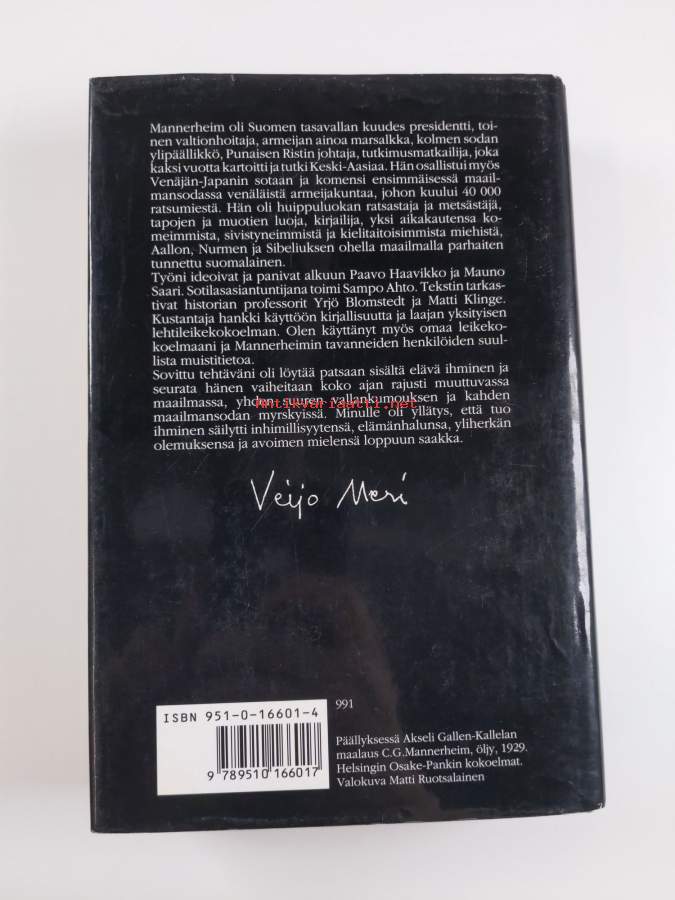 Mannerheim oli Suomen tasavallan kuudes presidentti, toi-
nen valtionhoitaja, armeijan ainoa marsalkka, kolmen sodan
ylipäällikkö, Punaisen Ristin johtaja, tutkimusmatkailija, joka
kaksi vuotta kartoitti ja tutki Keski-Aasiaa. Hän osallistui myös
Venäjän-Japanin sotaan ja komensi ensimmäisessä maail-
mansodassa venäläistä armeijakuntaa, johon kuului 40 000
ratsumiestä. Hän oli huippuluokan ratsastaja ja metsästäjä,
tapojen ja muotien luoja, kirjailija, yksi aikakautensa ko-
meimmista, sivistyneimmistä ja kielitaitoisimmista miehistä,
Aallon, Nurmen ja Sibeliuksen ohella maailmalla parhaiten
tunnettu suomalainen.
Työni ideoivat ja panivat alkuun Paavo Haavikko ja Mauno
Saari. Sotilasasiantuntijana toimi Sampo Ahto. Tekstin tarkas-
tivat historian professorit Yrjö Blomstedt ja Matti Klinge.
Kustantaja hankki käyttöön kirjallisuutta ja laajan yksityisen
lehtileikekokoelman. Olen käyttänyt myös omaa leikeko-
koelmaani ja Mannerheimin tavanneiden henkilöiden suul-
lista muistitietoa.
Sovittu tehtäväni oli löytää patsaan sisältä elävä ihminen ja
seurata hänen vaiheitaan koko ajan rajusti muuttuvassa
maailmassa, yhden suuren vallankumouksen ja kahden
Antikvariaatti.net
maailmansodan myrskyissä. Minulle oli yllätys, että tuo
ihminen säilytti inhimillisyytensä, elämänhalunsa, yliherkän
olemuksensa ja avoimen mielensä loppuun saakka.
Veijo Meri
991
ISBN 951-0-16601-4
9 789510 166017
Päällyksessä Akseli Gallen-Kallelan
maalaus C.G.Mannerheim, öljy, 1929.
Helsingin Osake-Pankin kokoelmat.
Valokuva Matti Ruotsalainen